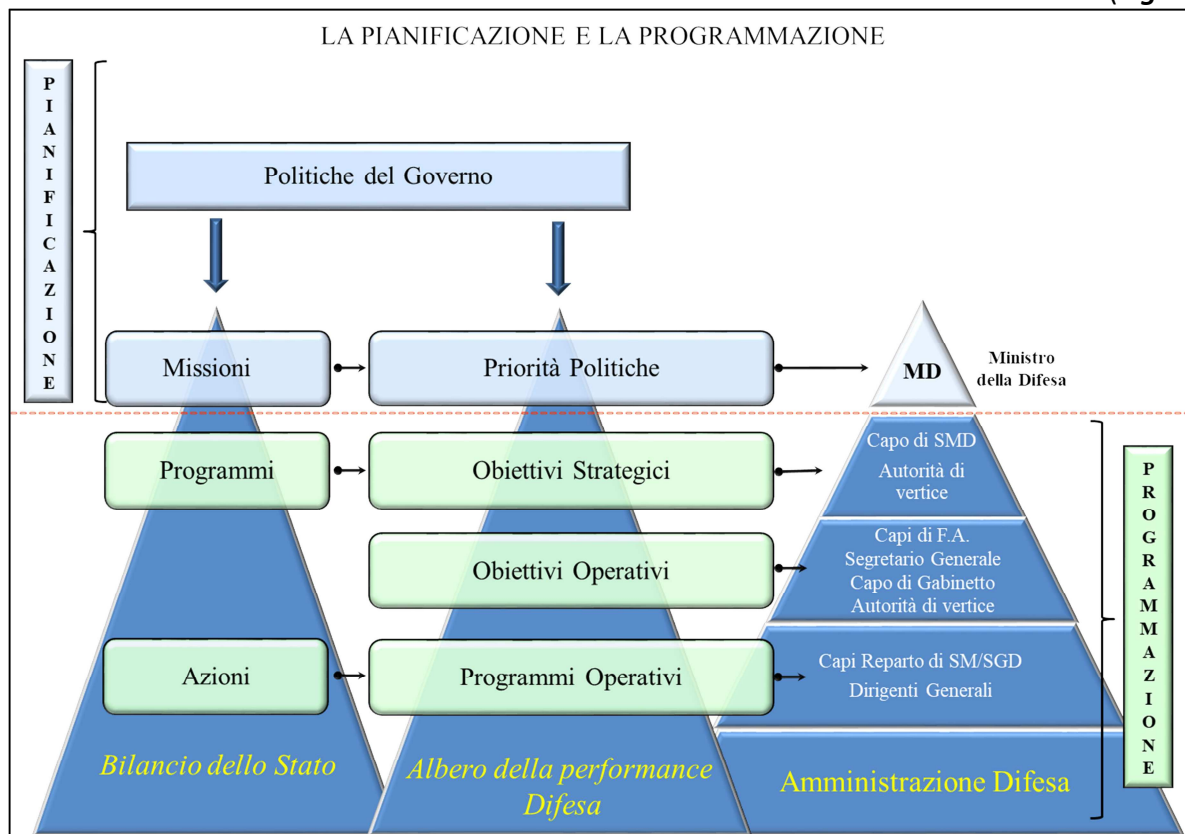 (fig
LA PIANIFICAZIONE E LA PROGRAMMAZIONE
PIANIFICAZIONE
Politiche del Governo
Missioni
Priorità Politiche
MD
Ministro
della Difesa
Programmi
Obiettivi Strategici
Capo di SMD
Autorità di
vertice
Obiettivi Operativi
Capi di F.A.
Segretario Generale
Capo di Gabinetto
Autorità di vertice
Azioni
Programmi Operativi
Capi Reparto di SM/SGD
Dirigenti Generali
PROGRAMMAZIONE
Bilancio dello Stato
Albero della performance
Difesa
Amministrazione Difesa